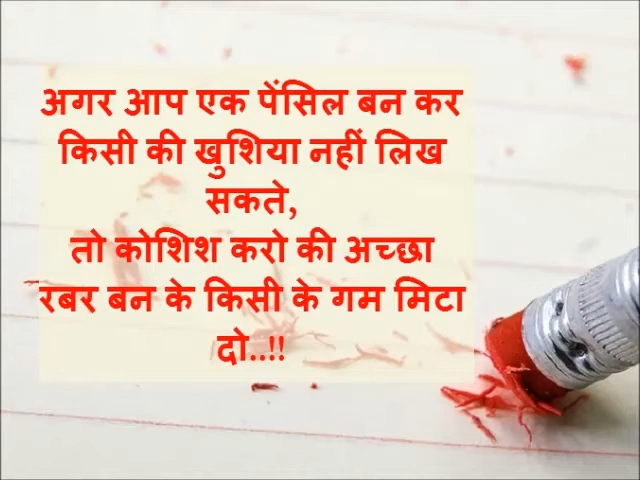 अगर आप एक पेंसिल बन कर
किसी की खुशिया नहीं लिख
सकते,
तो कोशिश करो की अच्छा
रबर बन के किसी के गम मिटा
दो..!!